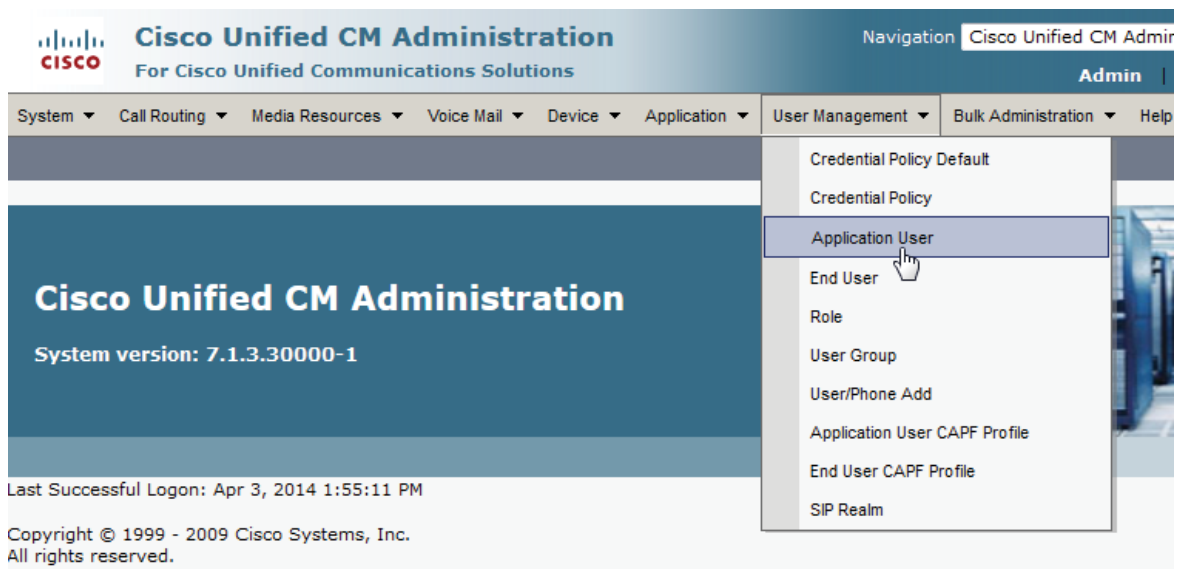 Cisco Unified CM Administration
Navigation Cisco Unified CM Admin
CISCO
For Cisco Unified Communications Solutions
Admin |
System Call Routing Media Resources Voice Mail Device Application User Management Bulk Administration Help
Credential Policy Default
Credential Policy
Application User
End User
Role
User Group
User/Phone Add
Application User CAPF Profile
End User CAPF Profile
SIP Realm
Cisco Unified CM Administration
System version: 7.1.3.30000-1
Last Successful Logon: Apr 3, 2014 1:55:11 PM
Copyright © 1999 - 2009 Cisco Systems, Inc.
All rights reserved.